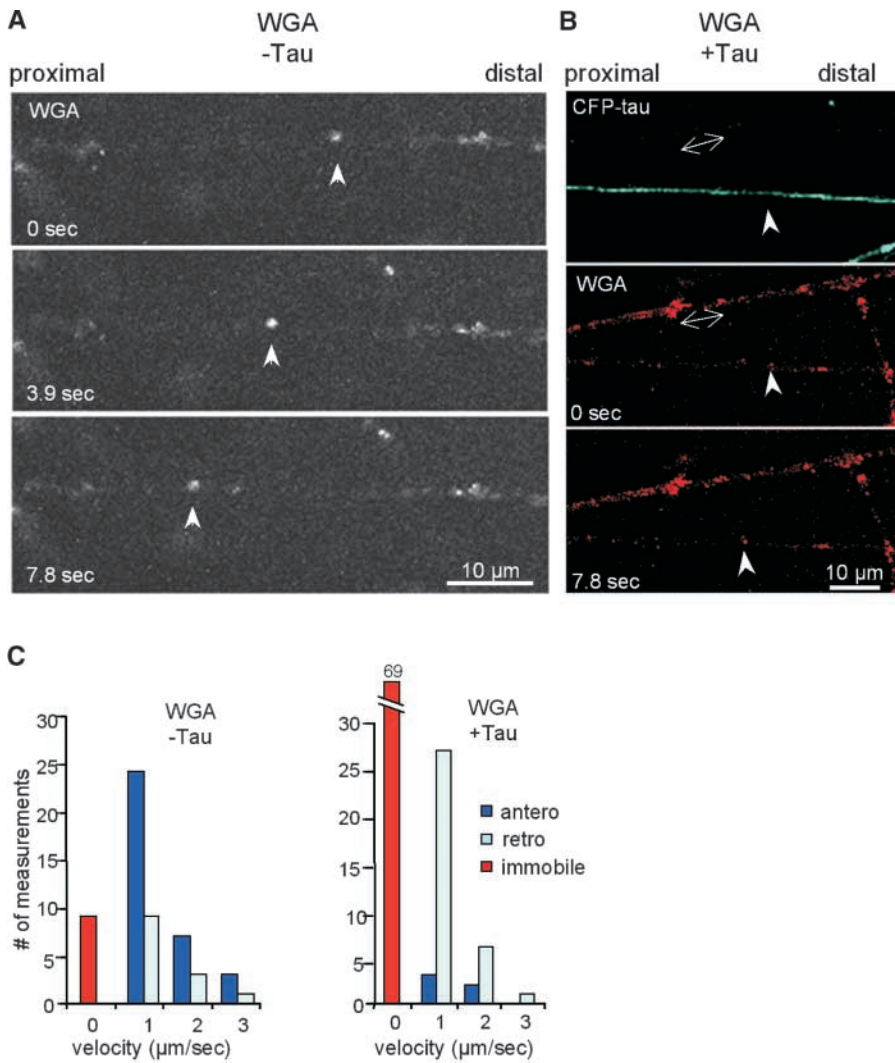 A
WGA
-Tau
proximal distal
WGA
0 sec
3.9 sec
7.8 sec
10 µm
B
WGA
+Tau
proximal distal
CFP-tau
WGA
0 sec
7.8 sec
10 µm
C
WGA
-Tau
# of measurements
30
25
20
15
10
5
0
0 1 2 3
velocity (µm/sec)
69
WGA
+Tau
30
25
20
15
10
5
0
antero
retro
immobile
0 1 2 3
velocity (µm/sec)